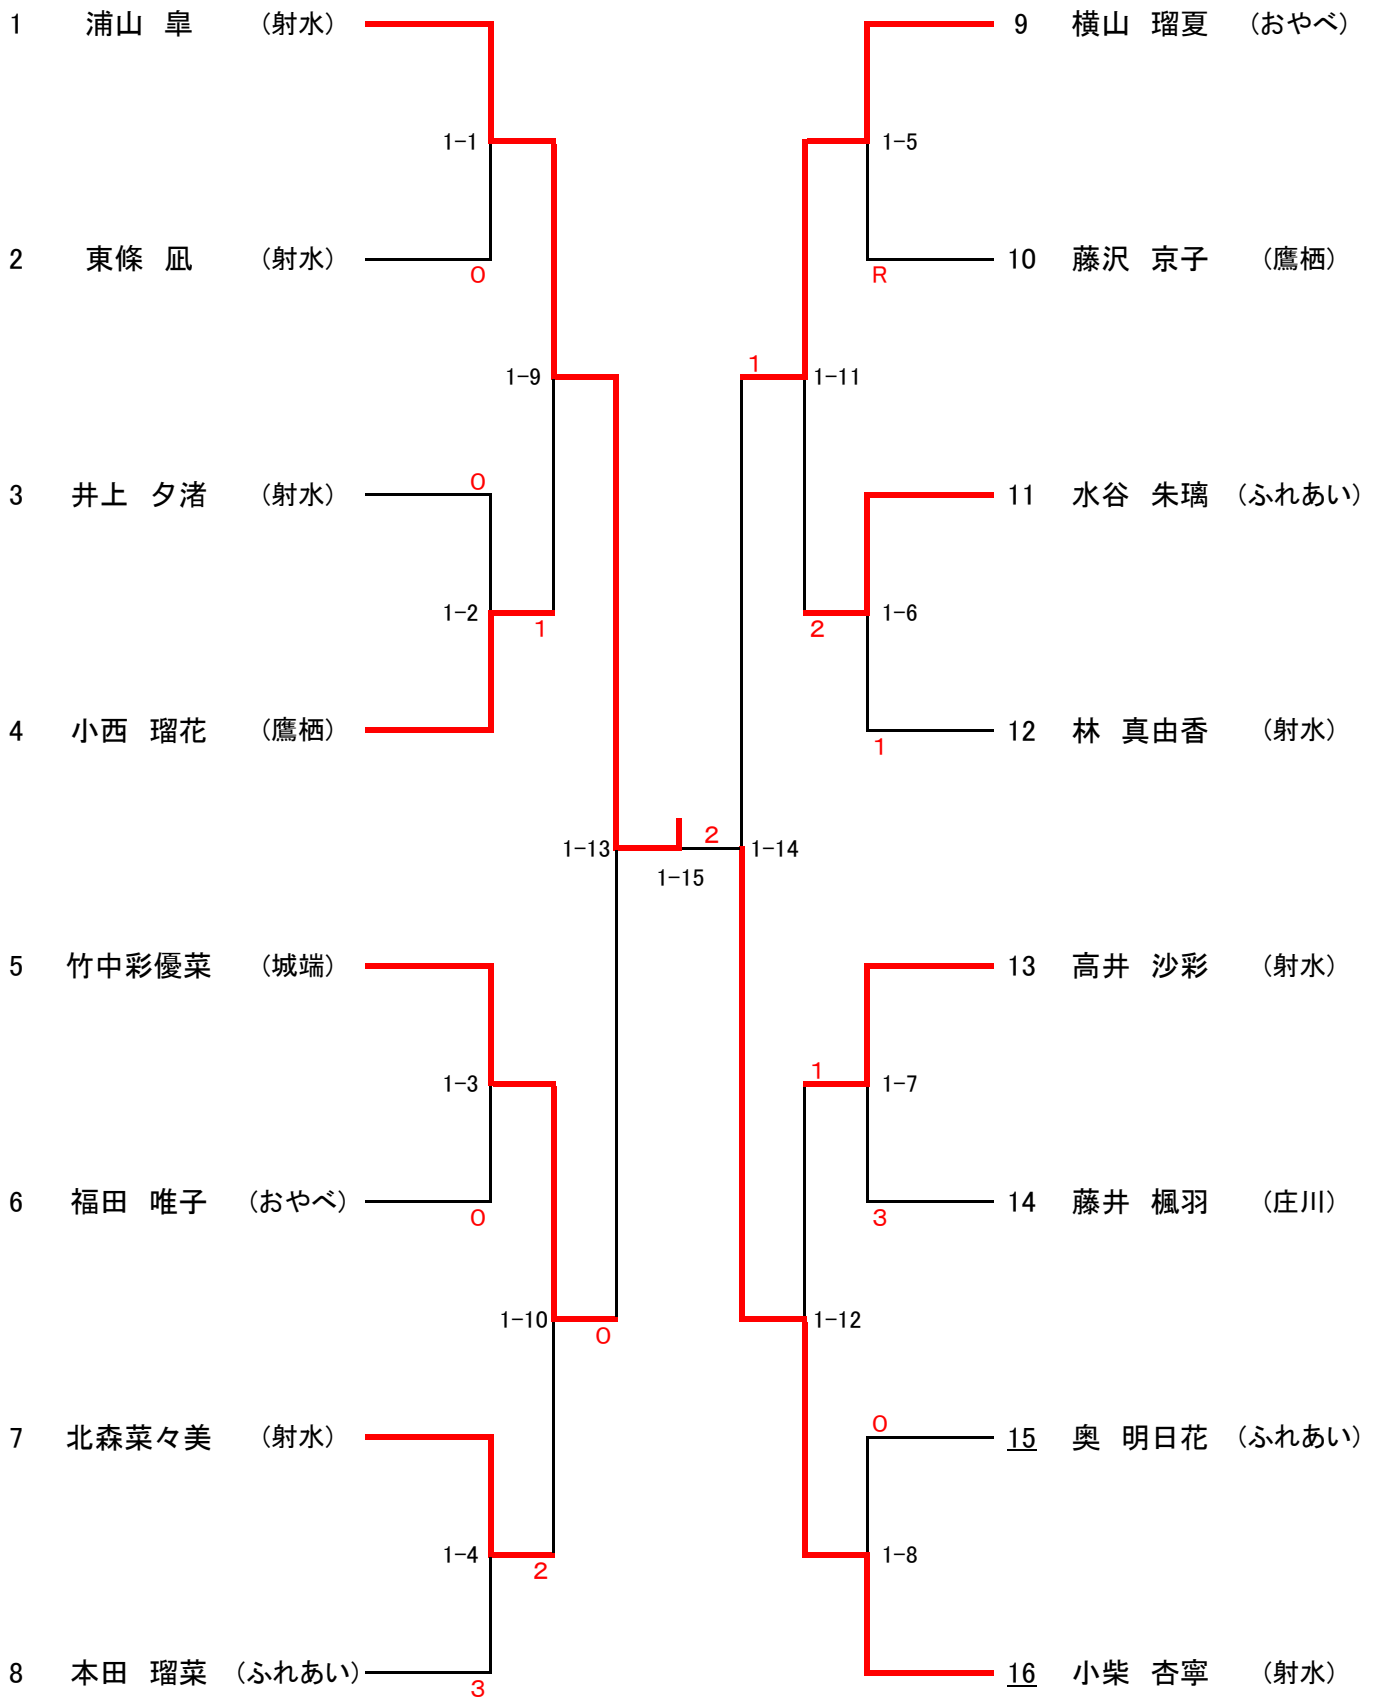 1 浦山 皐 (射水)
9 横山 瑠夏 (おやべ)
1-1
1-5
2 東條 凪 (射水)
0
10 藤沢 京子 (鷹栖)
R
1
1-9
1-11
3 井上 夕渚 (射水)
0
11 水谷 朱璃 (ふれあい)
1-2
1
2
1-6
4 小西 瑠花 (鷹栖)
12 林 真由香 (射水)
1
1-13
2
1-14
1-15
5 竹中彩優菜 (城端)
13 高井 沙彩 (射水)
1-3
1
1-7
6 福田 唯子 (おやべ)
0
14 藤井 楓羽 (庄川)
3
1-10
0
1-12
7 北森菜々美 (射水)
0
15 奥 明日花 (ふれあい)
1-4
2
1-8
8 本田 瑠菜 (ふれあい)
3
16 小柴 杏寧 (射水)